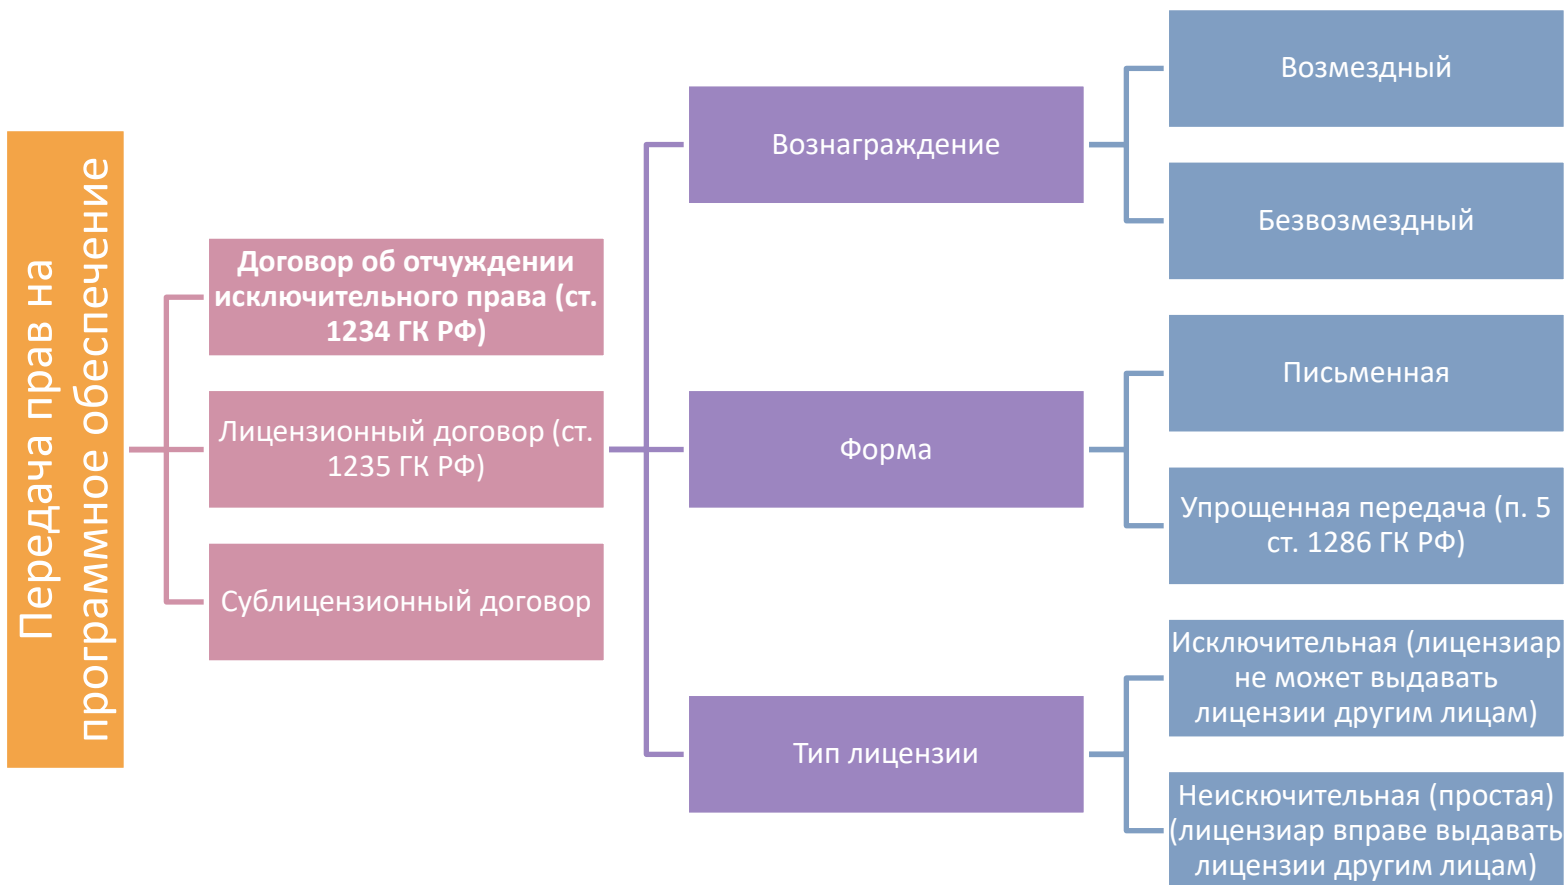 Передача прав на
программное обеспечение
Договор об отчуждении
исключительного права (ст.
1234 ГК РФ)
Лицензионный договор (ст.
1235 ГК РФ)
Сублицензионный договор
Вознаграждение
Форма
Тип лицензии
Возмездный
Безвозмездный
Письменная
Упрощенная передача (п. 5
ст. 1286 ГК РФ)
Исключительная (лицензиар
не может выдавать
лицензии другим лицам)
Неискючительная (простая)
(лицензиар вправе выдавать
лицензии другим лицам)